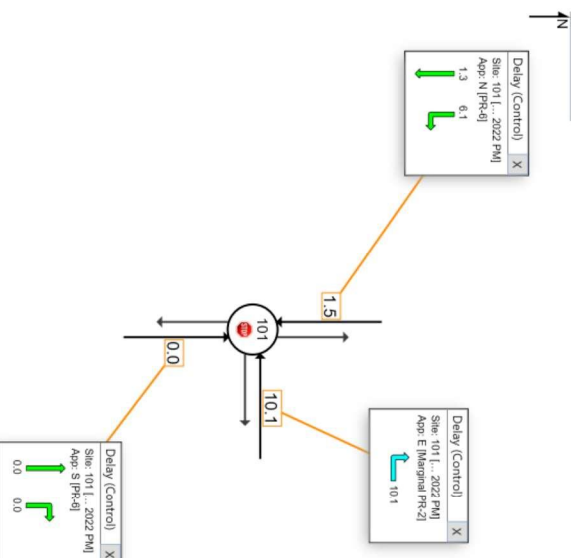 N
Delay (Control)
X
Site: 101 [... 2022 PM]
App: N [PR-6]
1.3
6.1
1.5
101
STOP
0.0
10.1
Delay (Control)
X
Site: 101 [... 2022 PM]
App: E [Marginal PR-2]
10.1
Delay (Control)
X
Site: 101 [... 2022 PM]
App: S [PR-6]
0.0
0.0